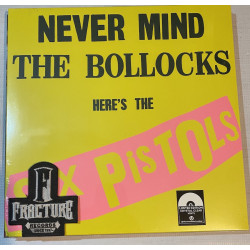 NEVER MIND
THE BOLLOCKS
HERE'S THE
SEX PISTOLS
FRACTURE
RECORDS